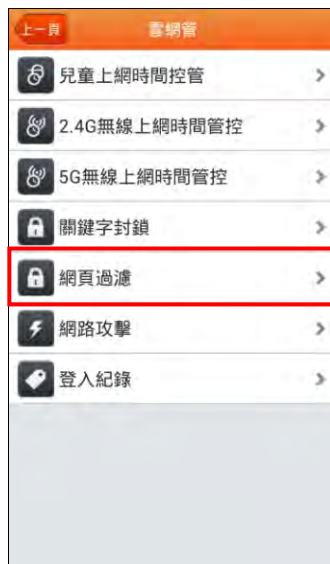 上一頁
雲網管
兒童上網時間控管
2.4G無線上網時間管控
5G無線上網時間管控
關鍵字封鎖
網頁過濾
網路攻擊
登入紀錄